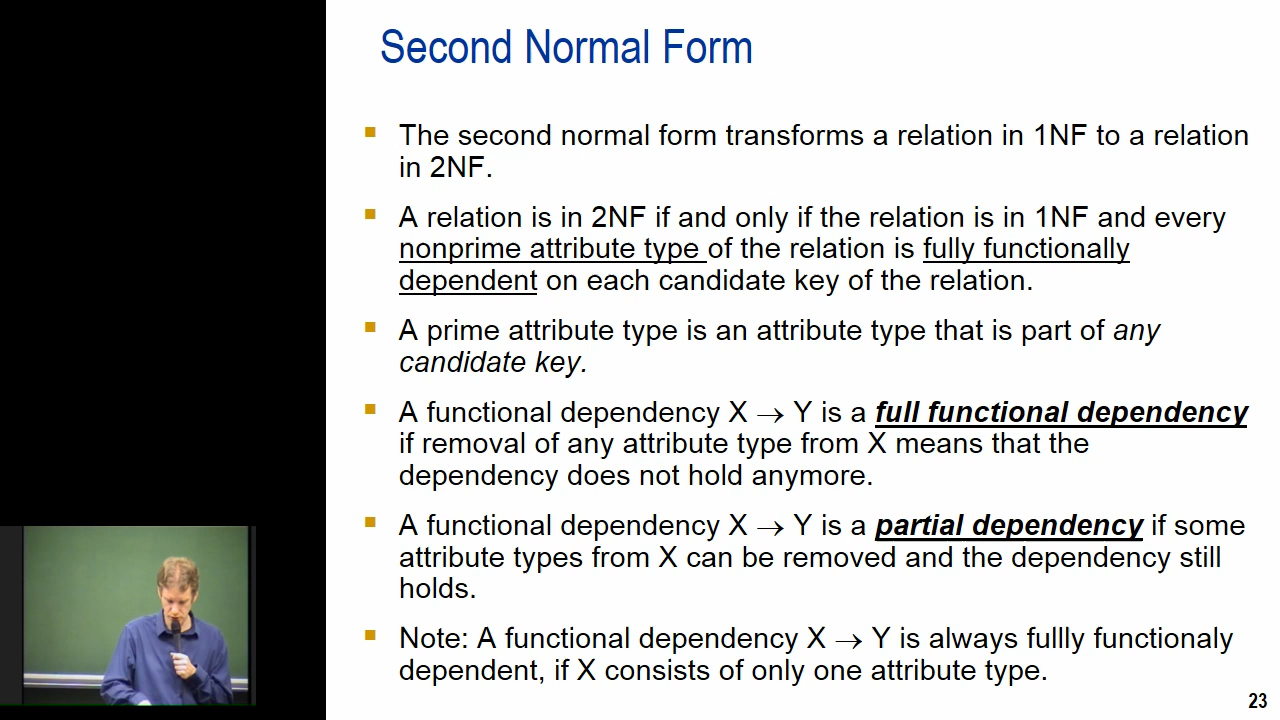 Second Normal Form
The second normal form transforms a relation in 1NF to a relation
in 2NF.
A relation is in 2NF if and only if the relation is in 1NF and every
nonprime attribute type of the relation is fully functionally
dependent on each candidate key of the relation.
A prime attribute type is an attribute type that is part of any
candidate key.
A functional dependency X → Y is a full functional dependency
if removal of any attribute type from X means that the
dependency does not hold anymore.
A functional dependency X → Y is a partial dependency if some
attribute types from X can be removed and the dependency still
holds.
Note: A functional dependency X → Y is always fullly functionaly
dependent, if X consists of only one attribute type.
23